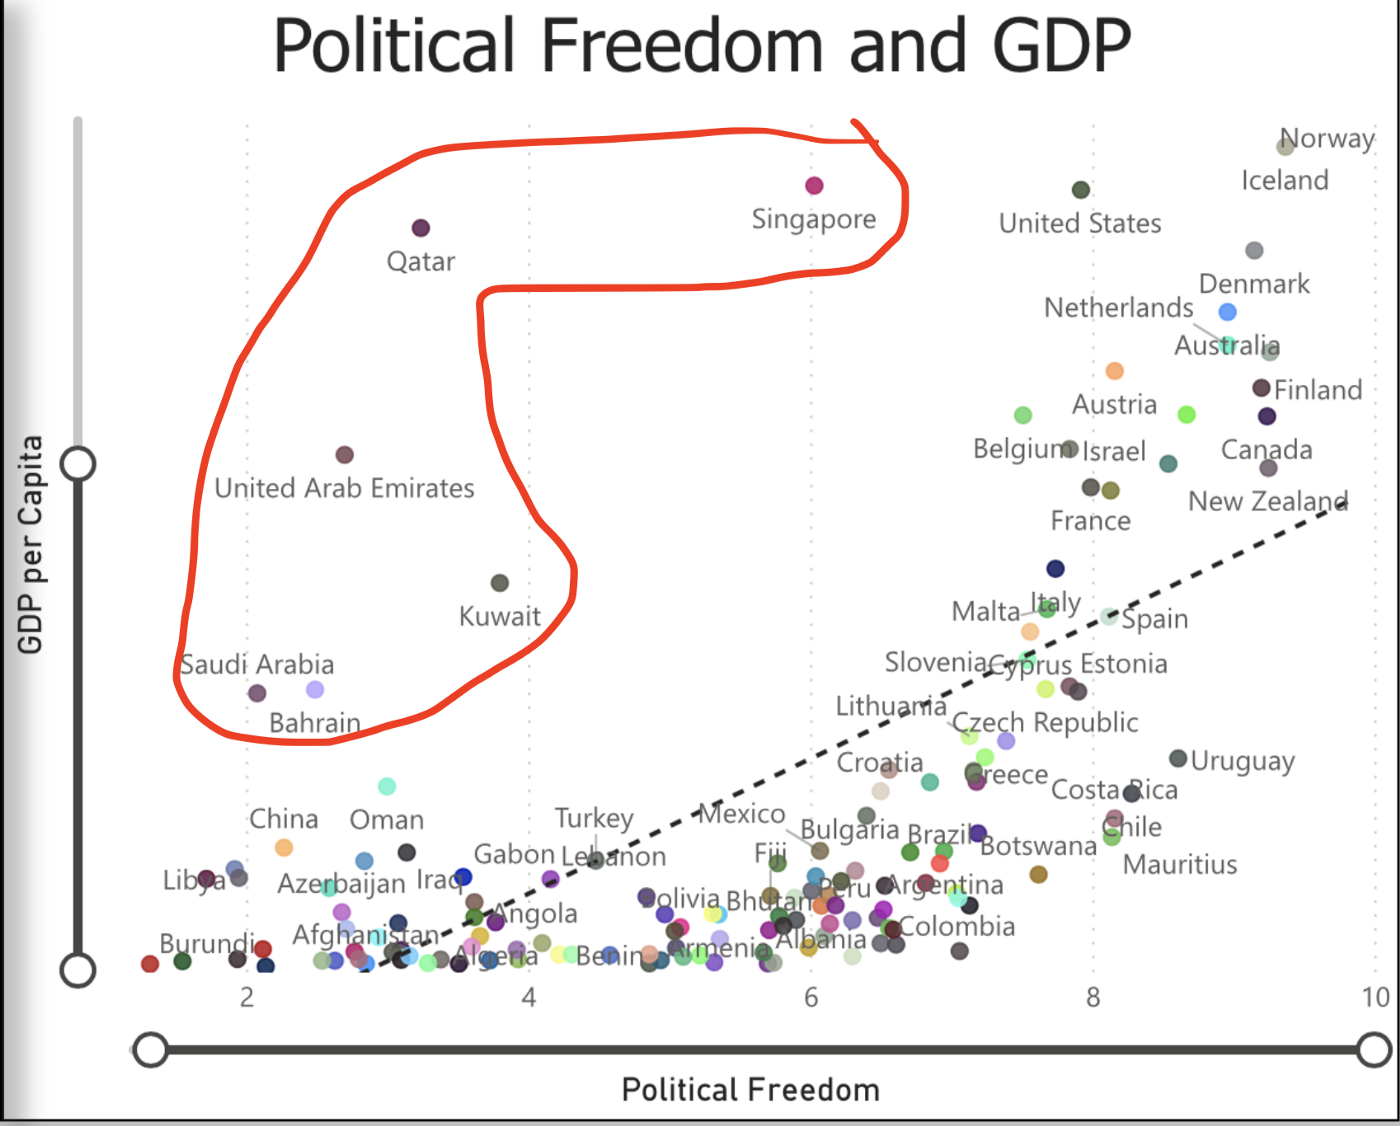 Political Freedom and GDP
Norway
Iceland
Singapore
United States
Qatar
Denmark
Netherlands
Australia
Finland
Austria
Belgium
Israel
Canada
GDP per Capita
United Arab Emirates
New Zealand
France
Kuwait
Malta
Italy
Spain
Saudi Arabia
Slovenia
Cyprus
Estonia
Bahrain
Lithuania
Czech Republic
Croatia
Uruguay
Greece
Costa Rica
China
Oman
Turkey
Mexico
Bulgaria
Brazil
Chile
Botswana
Gabon
Lebanon
Fiji
Mauritius
Libya
Azerbaijan
Iraq
Bolivia
Bhutan
Peru
Argentina
Angola
Burundi
Afghanistan
Algeria
Benin
Armenia
Albania
Colombia
2 4 6 8 10
Political Freedom